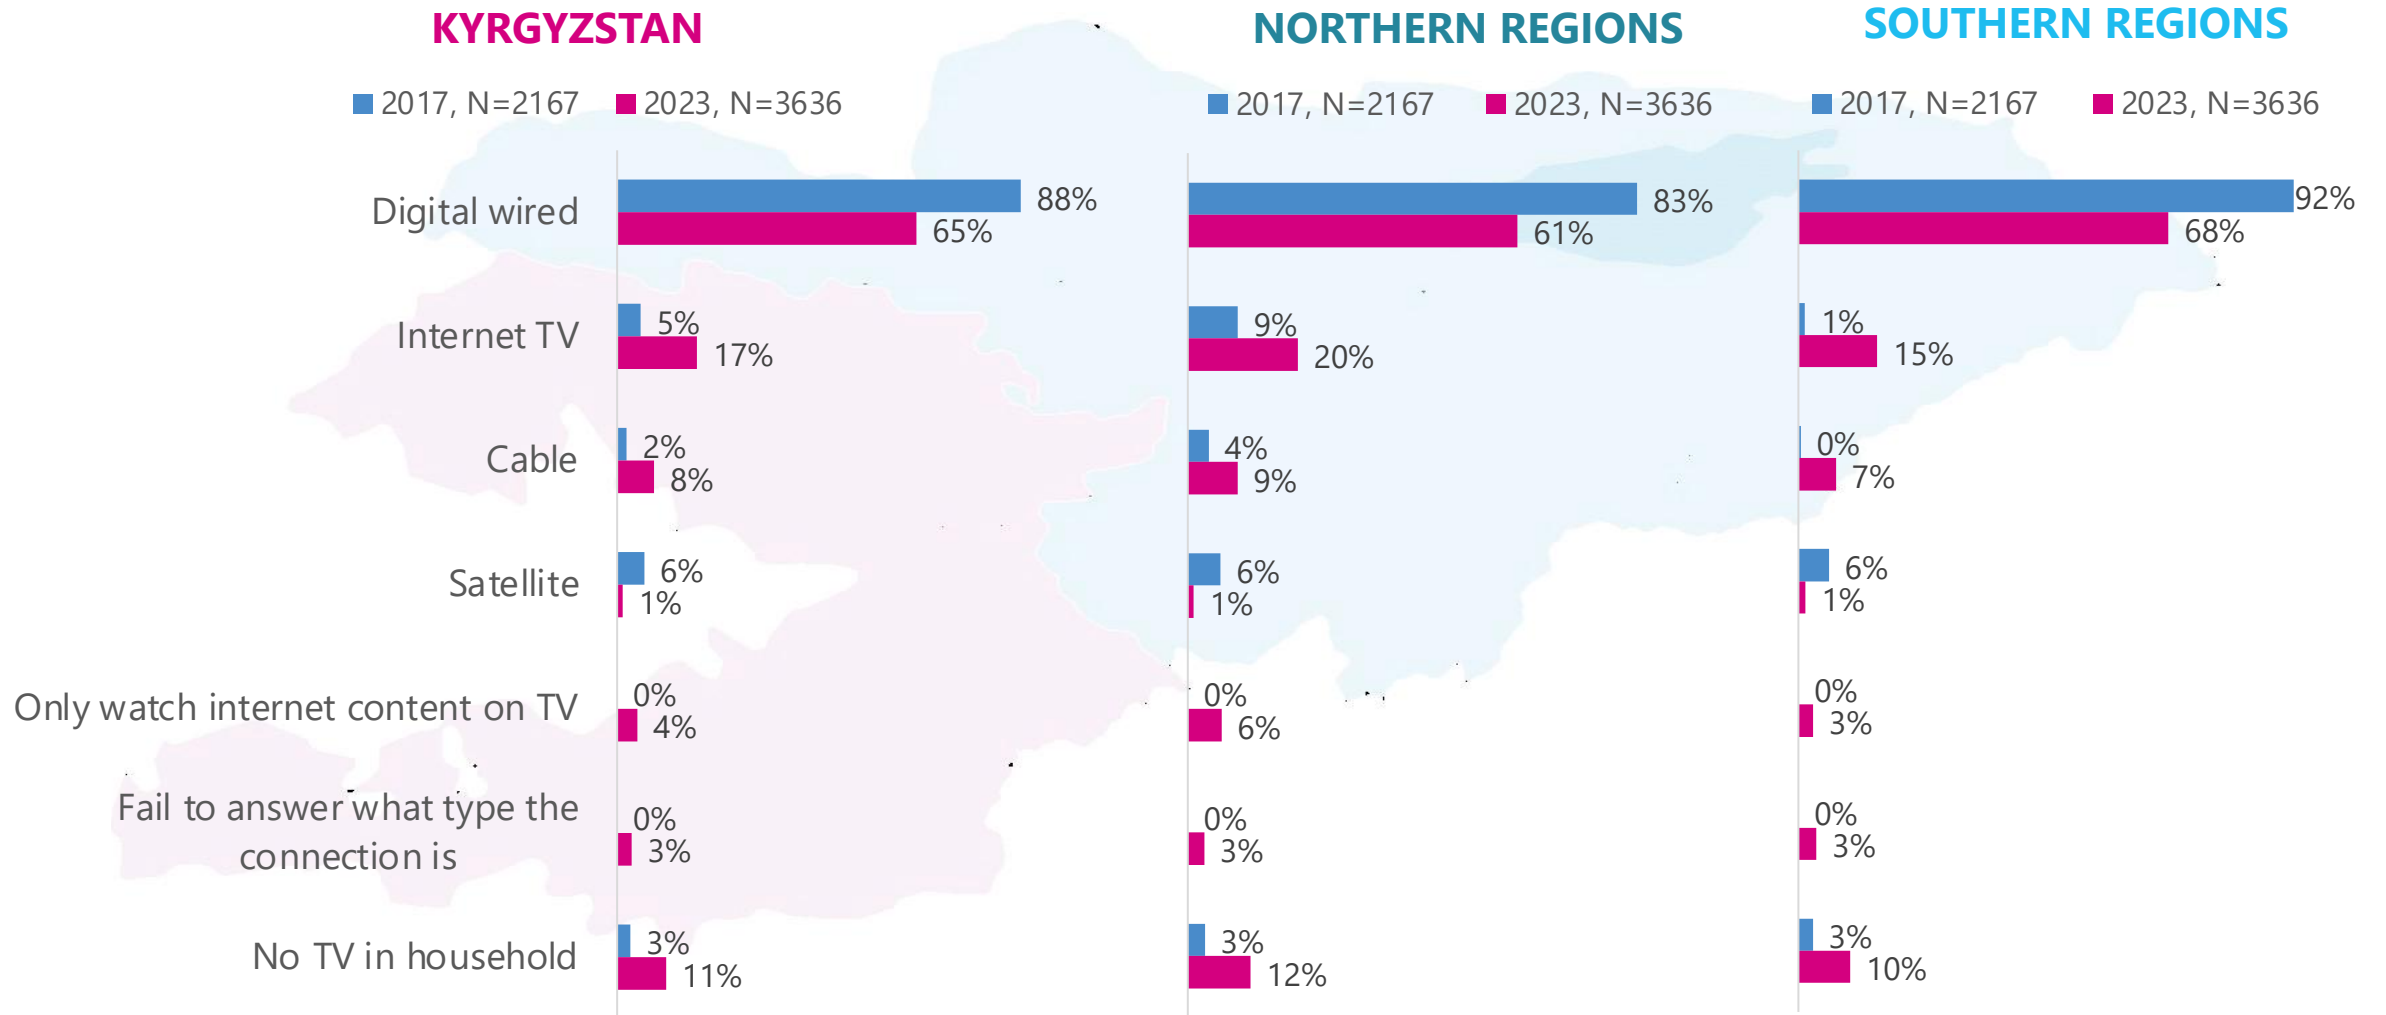 KYRGYZSTAN
2017, N=2167 2023, N=3636
Digital wired 88%
65%
Internet TV 5%
17%
Cable 2%
8%
Satellite 6%
1%
Only watch internet content on TV 0%
4%
Fail to answer what type the
connection is
0%
3%
No TV in household 3%
11%
NORTHERN REGIONS
2017, N=2167 2023, N=3636
83%
61%
9%
20%
4%
9%
6%
1%
0%
6%
0%
3%
3%
12%
SOUTHERN REGIONS
2017, N=2167 2023, N=3636
92%
68%
1%
15%
0%
7%
6%
1%
0%
3%
0%
3%
3%
10%